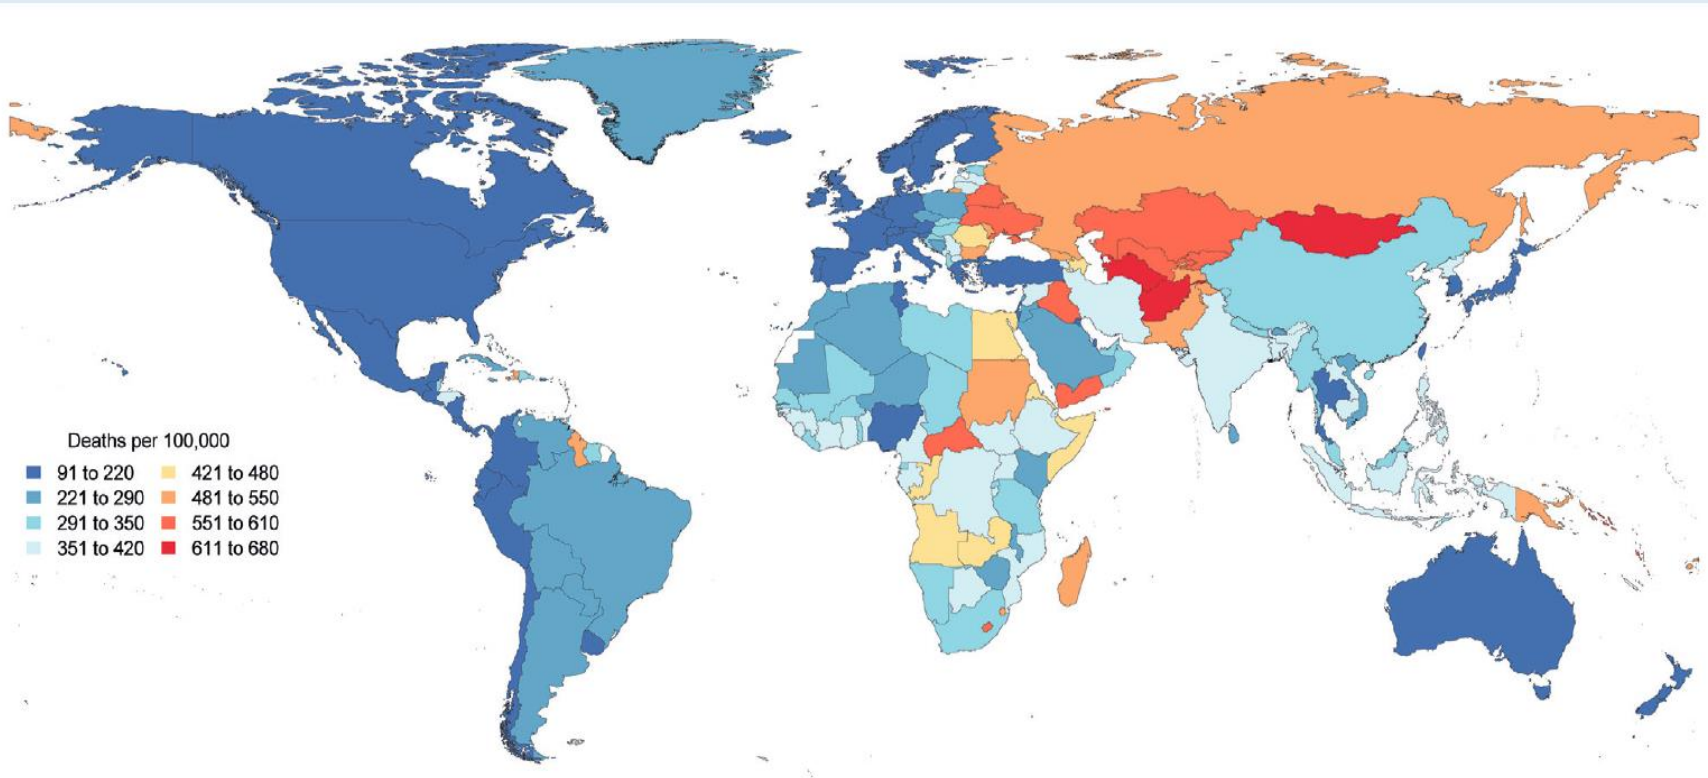 Deaths per 100,000
91 to 220 421 to 480
221 to 290 481 to 550
291 to 350 551 to 610
351 to 420 611 to 680